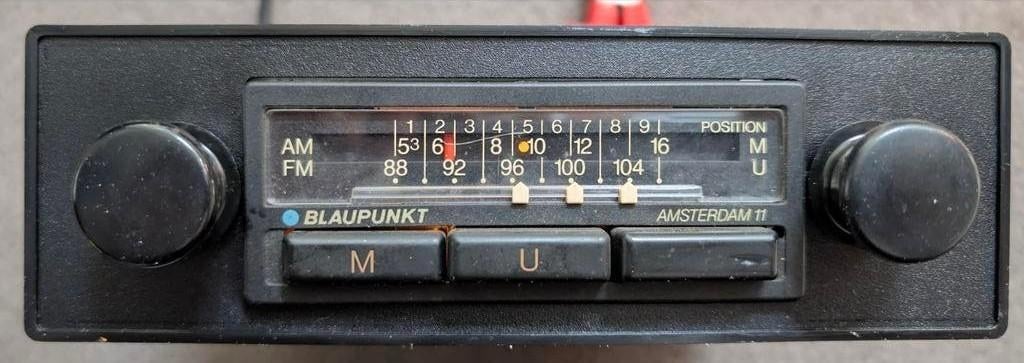 1 2 3 4 5 6 7 8 9 POSITION
AM 53 6 8 10 12 16 M
FM 88 92 96 100 104 U
BLAUPUNKT AMSTERDAM 11
M U